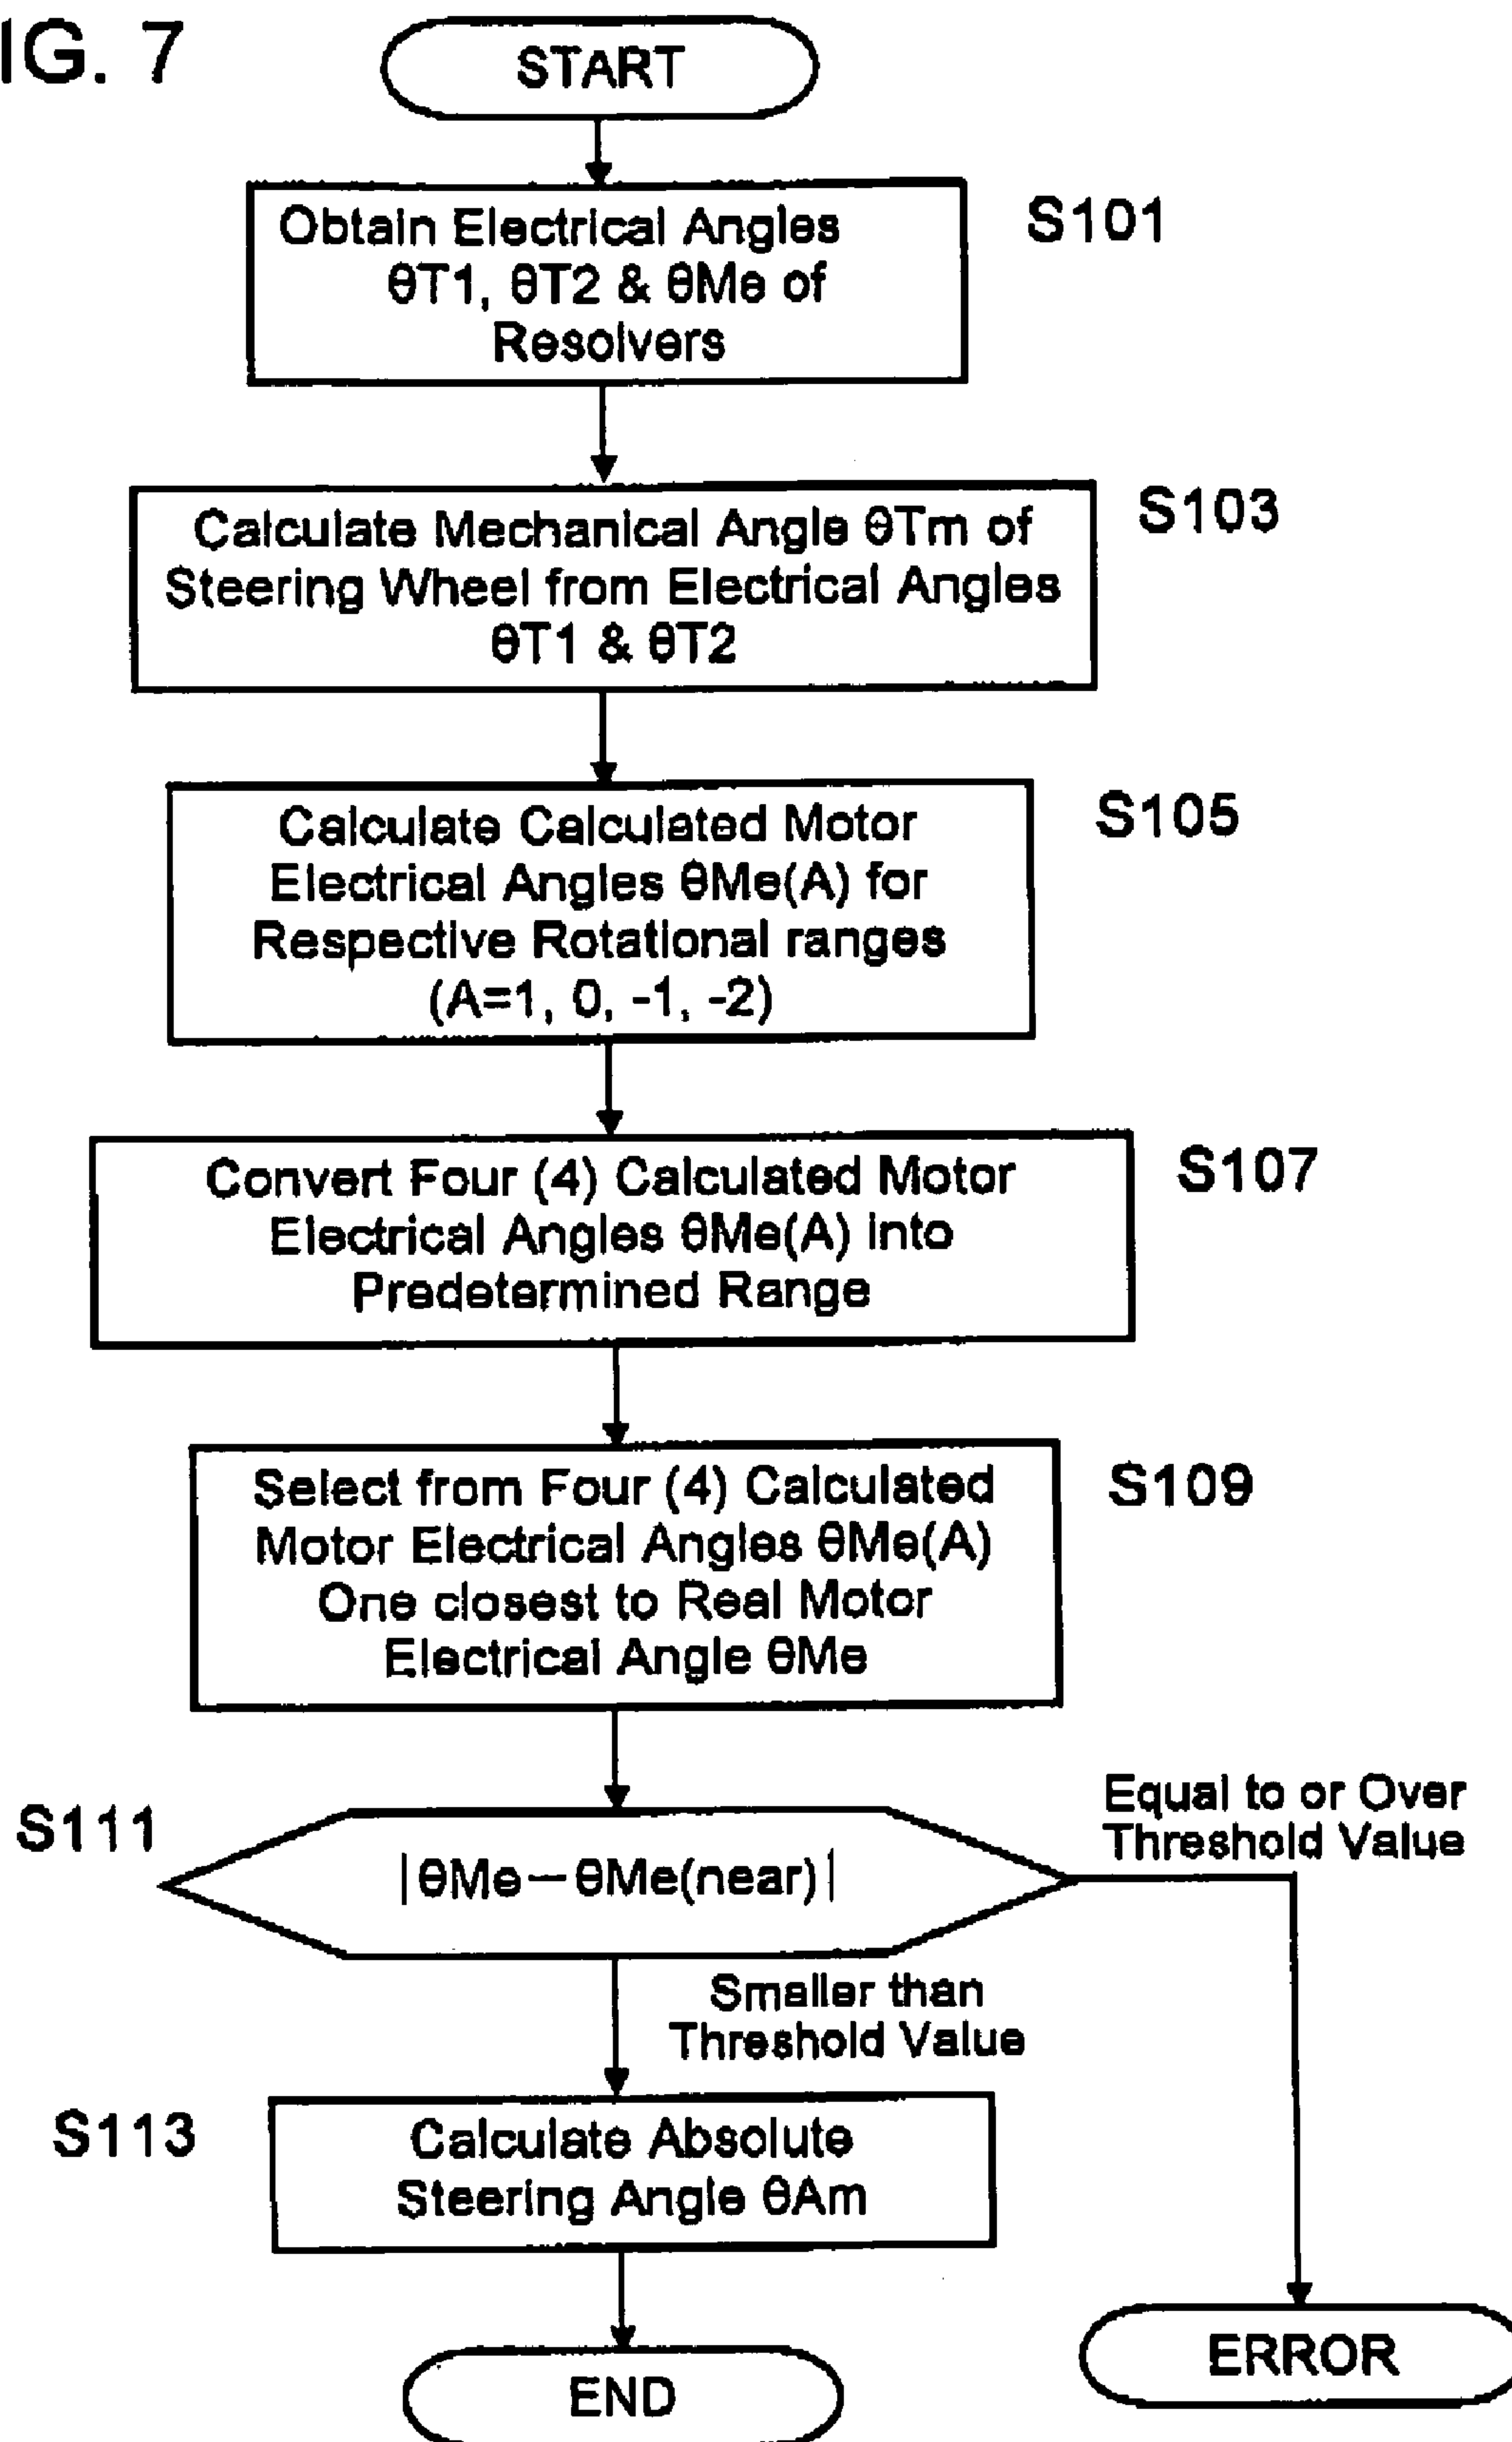 IG. 7
START
Obtain Electrical Angles
θT1, θT2 & θMe of
Resolvers
S101
Calculate Mechanical Angle θTm of
Steering Wheel from Electrical Angles
θT1 & θT2
S103
Calculate Calculated Motor
Electrical Angles θMe(A) for
Respective Rotational ranges
(A=1, 0, -1, -2)
S105
Convert Four (4) Calculated Motor
Electrical Angles θMe(A) into
Predetermined Range
S107
Select from Four (4) Calculated
Motor Electrical Angles θMe(A)
One closest to Real Motor
Electrical Angle θMe
S109
S111
|θMe－θMe(near)|
Equal to or Over
Threshold Value
Smaller than
Threshold Value
S113
Calculate Absolute
Steering Angle θAm
END
ERROR